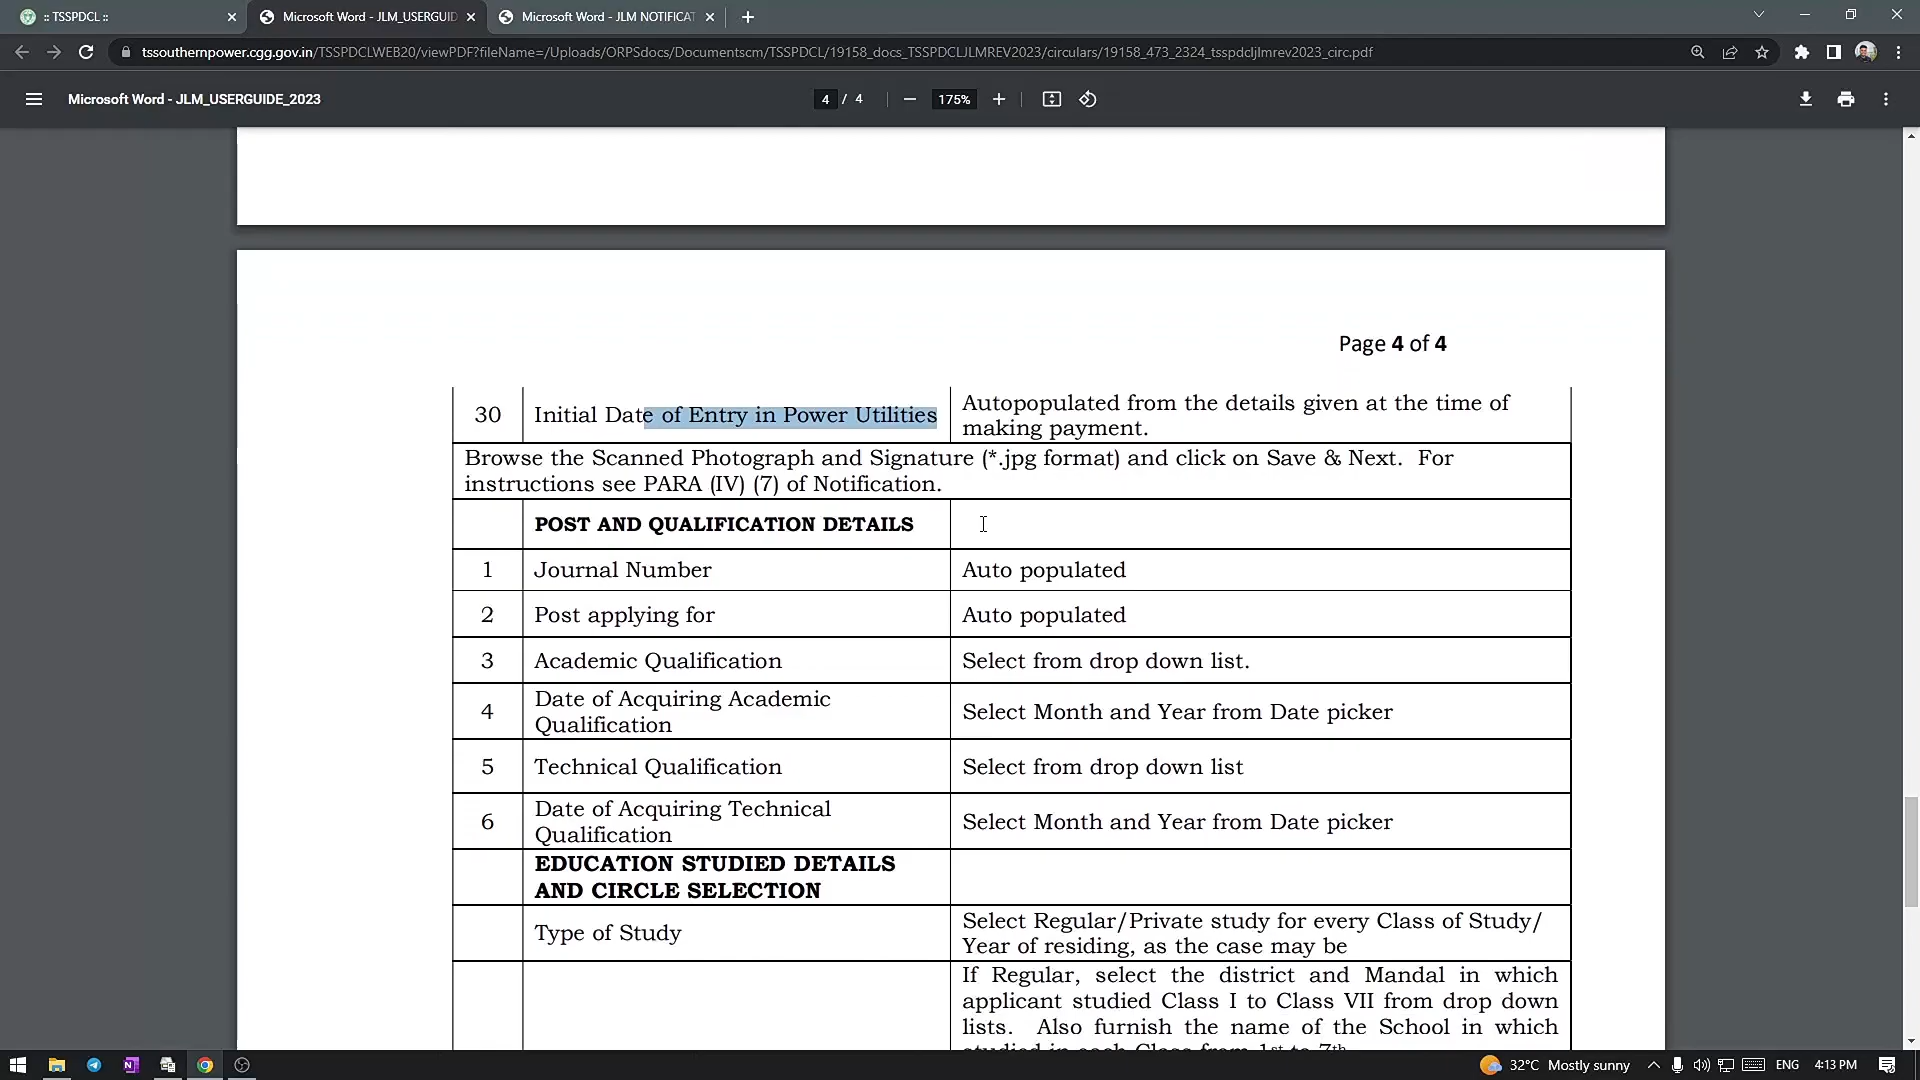 :: TSSPDCL ::
Microsoft Word - JLM_USERGUID
Microsoft Word - JLM NOTIFICAT
tssouthernpower.cgg.gov.in/TSSPDCLWEB20/viewPDF?fileName=/Uploads/ORPSdocs/Documentscm/TSSPDCL/19158_docs_TSSPDCLJLMREV2023/circulars/19158_473_2324_tsspdcljlmrev2023_circ.pdf
Microsoft Word - JLM_USERGUIDE_2023
4 / 4
175%
Page 4 of 4
30 Initial Date of Entry in Power Utilities
Autopopulated from the details given at the time of
making payment.
Browse the Scanned Photograph and Signature (*.jpg format) and click on Save & Next. For
instructions see PARA (IV) (7) of Notification.
POST AND QUALIFICATION DETAILS
1 Journal Number Auto populated
2 Post applying for Auto populated
3 Academic Qualification Select from drop down list.
4 Date of Acquiring Academic
Qualification
Select Month and Year from Date picker
5 Technical Qualification Select from drop down list
6 Date of Acquiring Technical
Qualification
Select Month and Year from Date picker
EDUCATION STUDIED DETAILS
AND CIRCLE SELECTION
Type of Study
Select Regular/Private study for every Class of Study/
Year of residing, as the case may be
If Regular, select the district and Mandal in which
applicant studied Class I to Class VII from drop down
lists. Also furnish the name of the School in which
studied in each Class from 1st to 7th
32°C Mostly sunny
ENG
4:13 PM